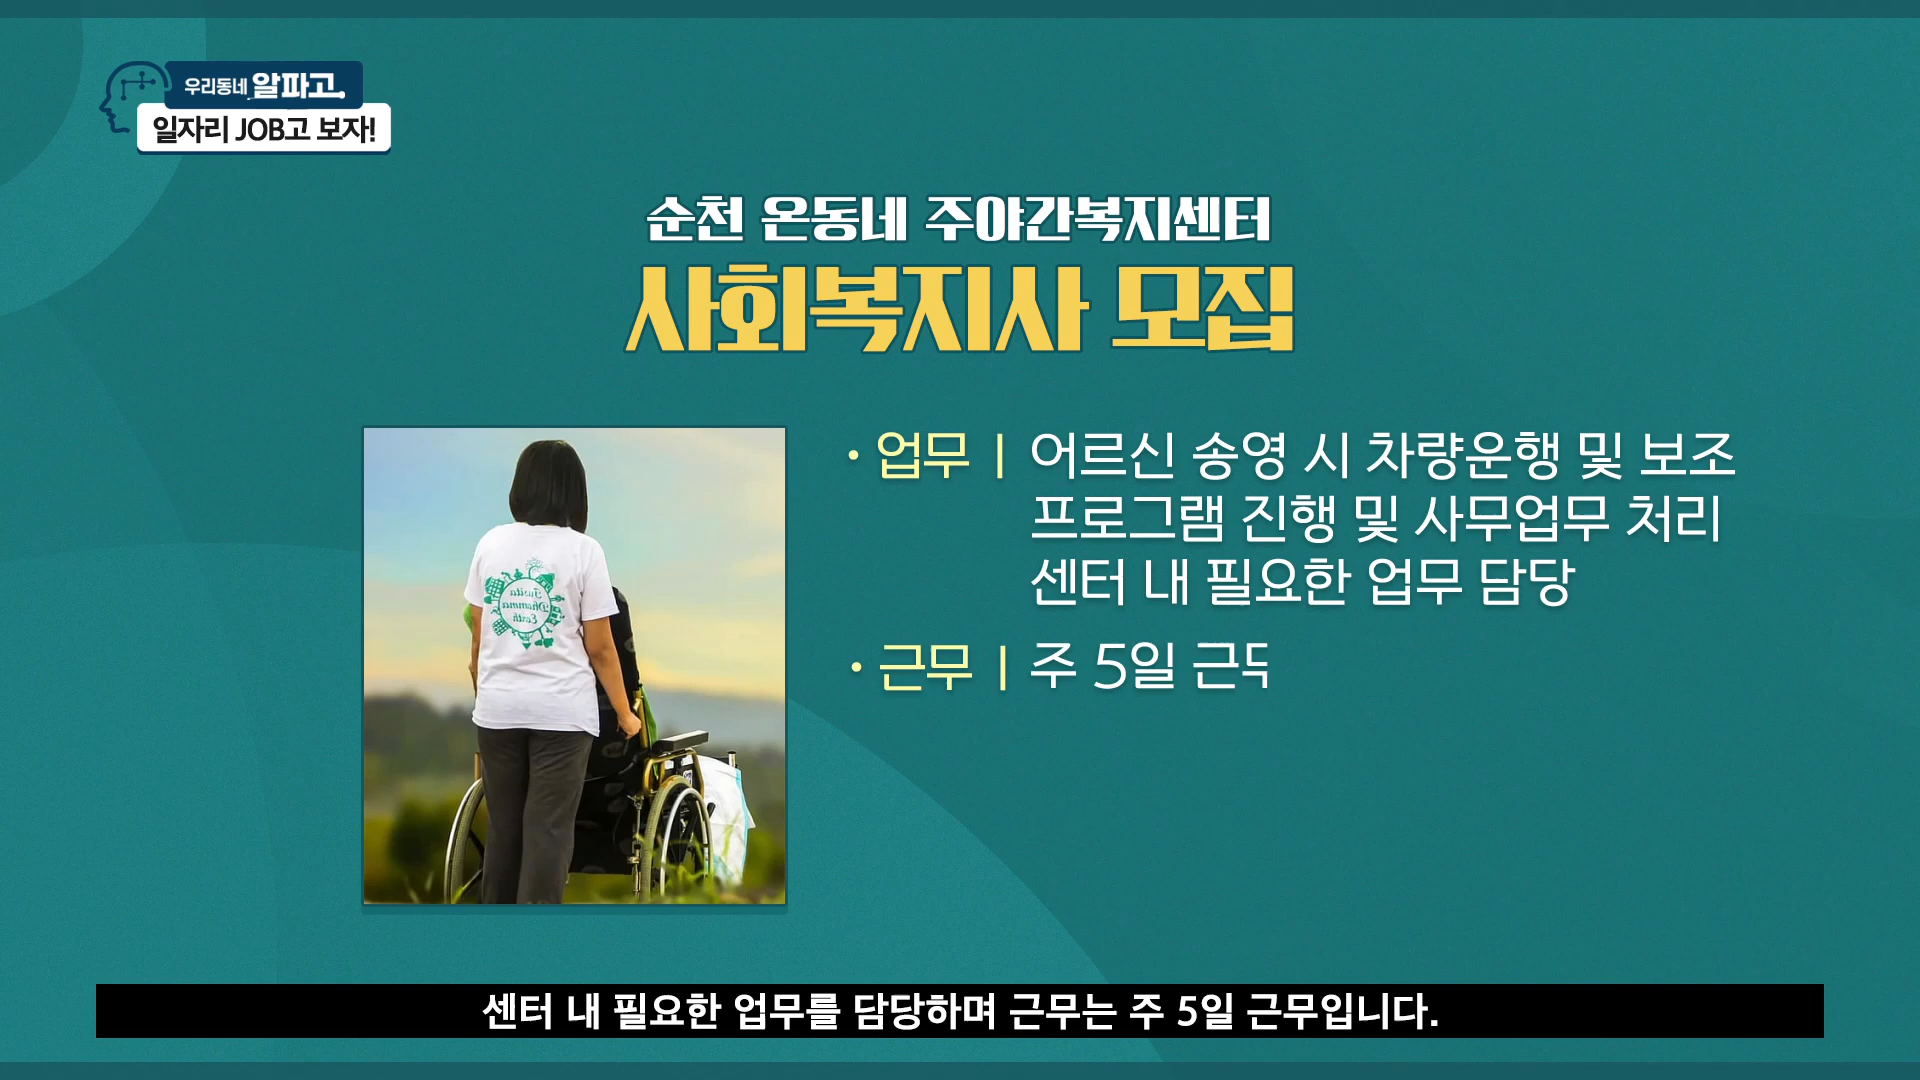 우리동네 알파고
일자리 JOB고 보자!
순천 온동네 주야간복지센터
사회복지사 모집
· 업무 | 어르신 송영 시 차량운행 및 보조
프로그램 진행 및 사무업무 처리
센터 내 필요한 업무 담당
· 근무 | 주 5일
Tusita
Dhamma
Earth
센터 내 필요한 업무를 담당하며 근무는 주 5일 근무입니다.